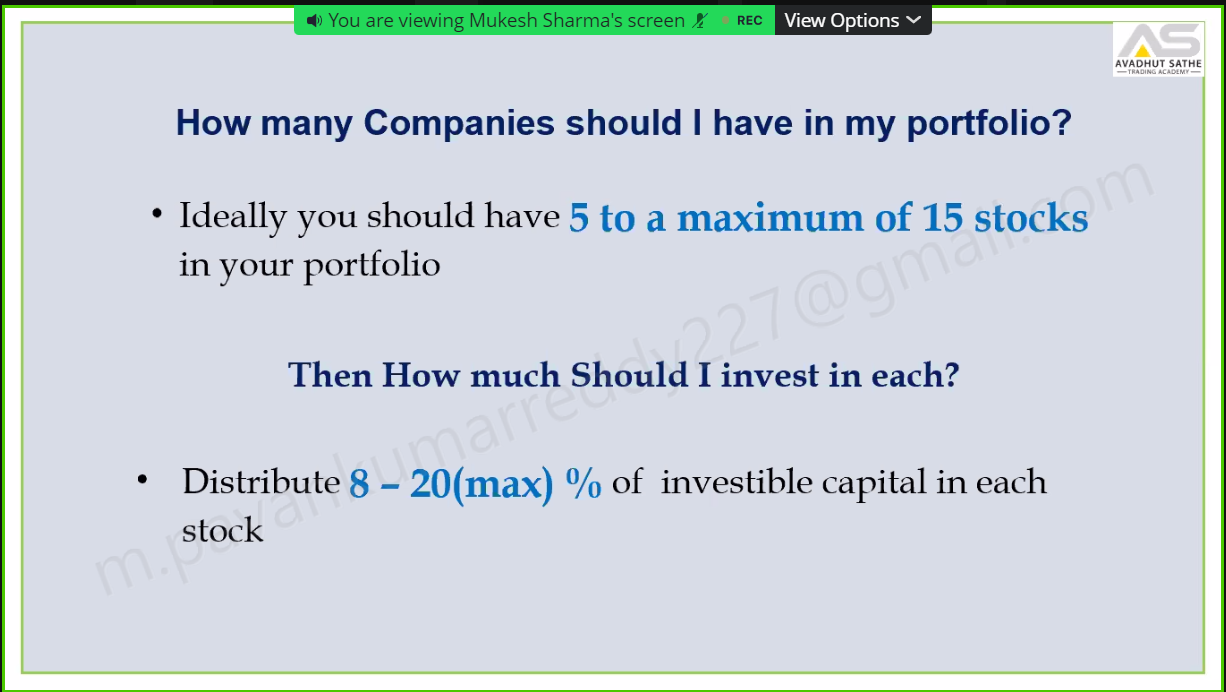 You are viewing Mukesh Sharma's screen REC View Options
AS
AVADHUT SATHE
TRADING ACADEMY
How many Companies should I have in my portfolio?
• Ideally you should have 5 to a maximum of 15 stocks
in your portfolio
Then How much Should I invest in each?
• Distribute 8 – 20(max) % of investible capital in each
stock
m.pavankumarreddy227@gmail.com